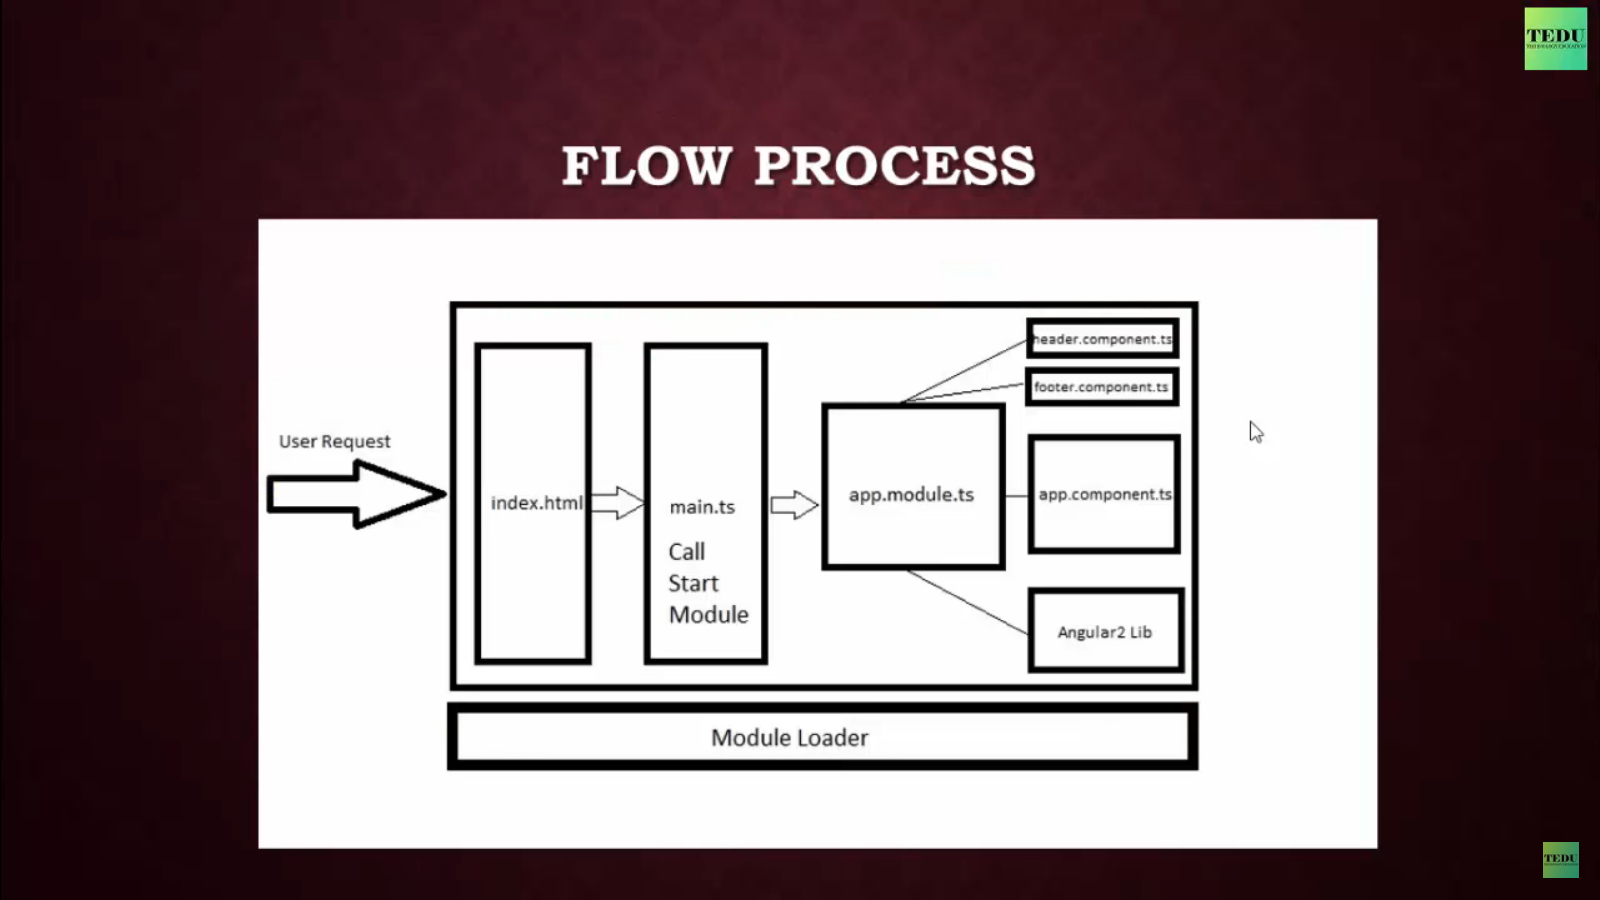 TEDU
FLOW PROCESS
User Request
index.html
main.ts
Call
Start
Module
app.module.ts
header.component.ts
footer.component.ts
app.component.ts
Angular2 Lib
Module Loader
TEDU